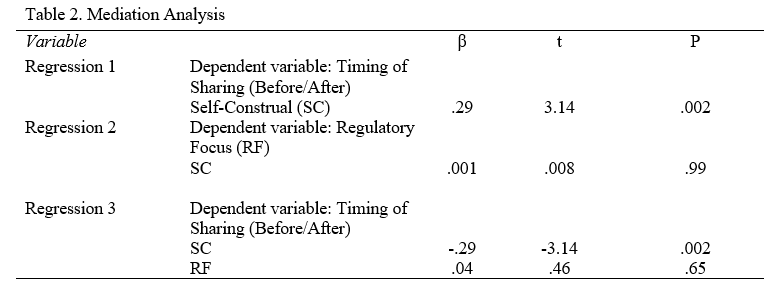 Table 2. Mediation Analysis
Variable β t P
Regression 1 Dependent variable: Timing of
Sharing (Before/After)
Self-Construal (SC) .29 3.14 .002
Regression 2 Dependent variable: Regulatory
Focus (RF)
SC .001 .008 .99
Regression 3 Dependent variable: Timing of
Sharing (Before/After)
SC -.29 -3.14 .002
RF .04 .46 .65